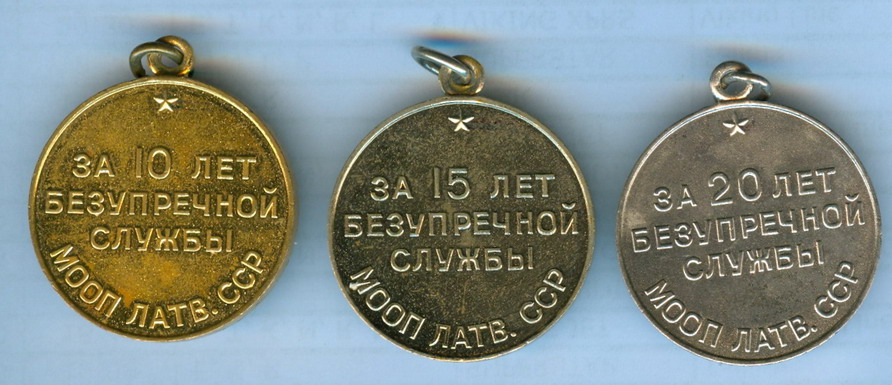 ЗА 10 ЛЕТ
БЕЗУПРЕЧНОЙ
СЛУЖБЫ
МООП ЛАТВ. ССР
ЗА 15 ЛЕТ
БЕЗУПРЕЧНОЙ
СЛУЖБЫ
МООП ЛАТВ. ССР
ЗА 20 ЛЕТ
БЕЗУПРЕЧНОЙ
СЛУЖБЫ
МООП ЛАТВ. ССР